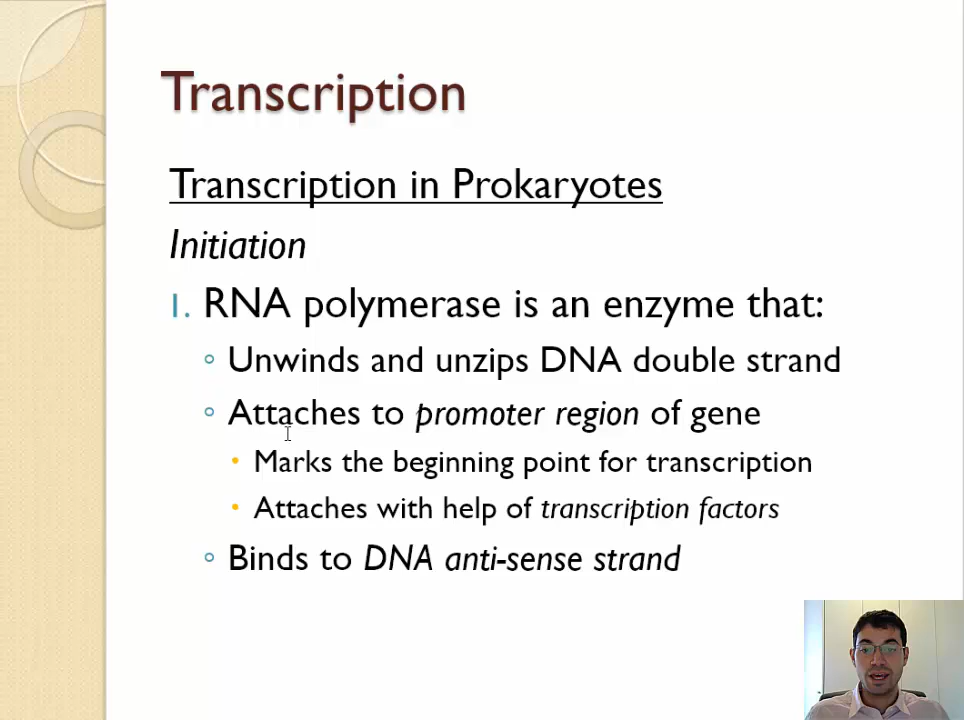 Transcription
Transcription in Prokaryotes
Initiation
1. RNA polymerase is an enzyme that:
◦ Unwinds and unzips DNA double strand
◦ Attaches to promoter region of gene
• Marks the beginning point for transcription
• Attaches with help of transcription factors
◦ Binds to DNA anti-sense strand